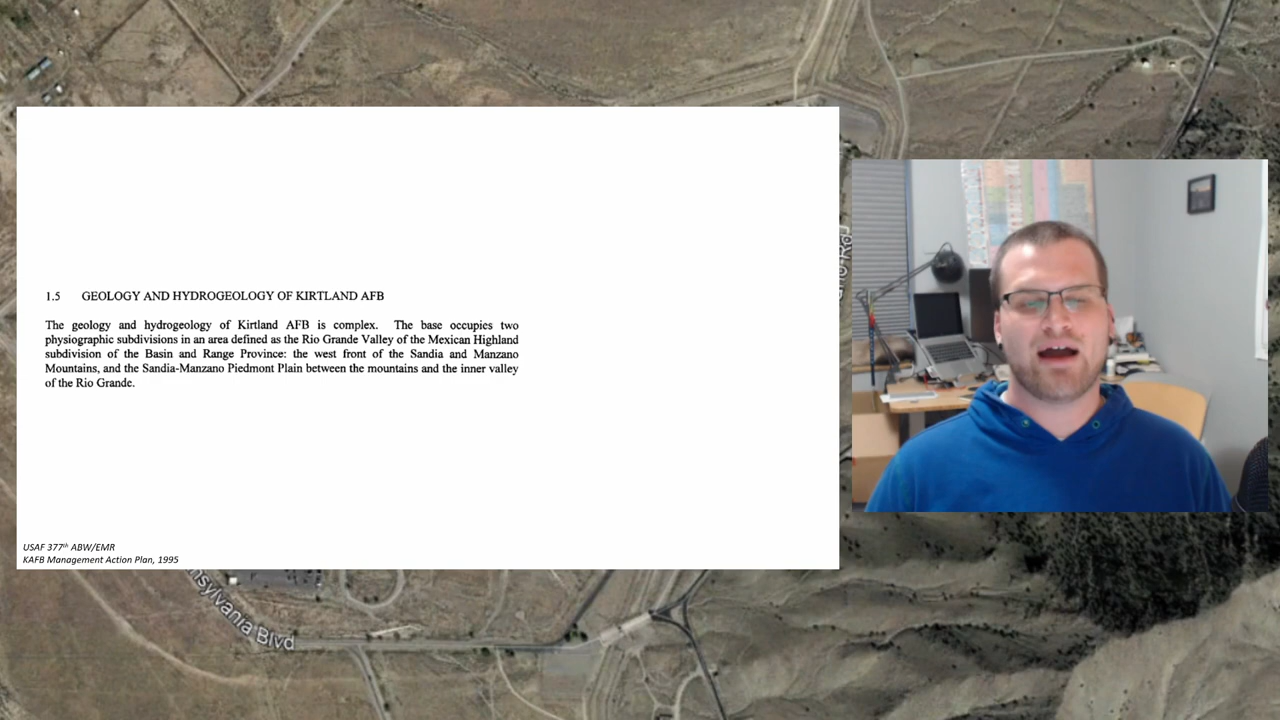 1.5 GEOLOGY AND HYDROGEOLOGY OF KIRTLAND AFB
The geology and hydrogeology of Kirtland AFB is complex. The base occupies two
physiographic subdivisions in an area defined as the Rio Grande Valley of the Mexican Highland
subdivision of the Basin and Range Province: the west front of the Sandia and Manzano
Mountains, and the Sandia-Manzano Piedmont Plain between the mountains and the inner valley
of the Rio Grande.
USAF 377th ABW/EMR
KAFB Management Action Plan, 1995
nsylvania Blvd